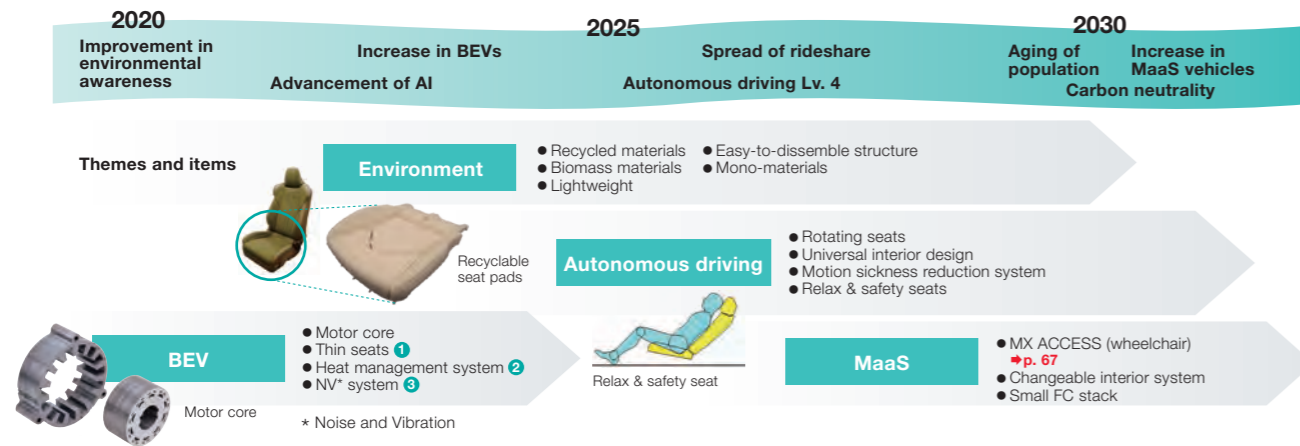 2020
2025
2030
Improvement in
environmental
awareness
Increase in BEVs
Advancement of AI
Spread of rideshare
Autonomous driving Lv. 4
Aging of
population
Increase in
MaaS vehicles
Carbon neutrality
Themes and items
Environment
● Recycled materials
● Biomass materials
● Lightweight
● Easy-to-dissemble structure
● Mono-materials
Recyclable
seat pads
Autonomous driving
● Rotating seats
● Universal interior design
● Motion sickness reduction system
● Relax & safety seats
Relax & safety seat
BEV
● Motor core
● Thin seats ❶
● Heat management system ❷
● NV* system ❸
Motor core
* Noise and Vibration
MaaS
● MX ACCESS (wheelchair)
➡p. 67
● Changeable interior system
● Small FC stack